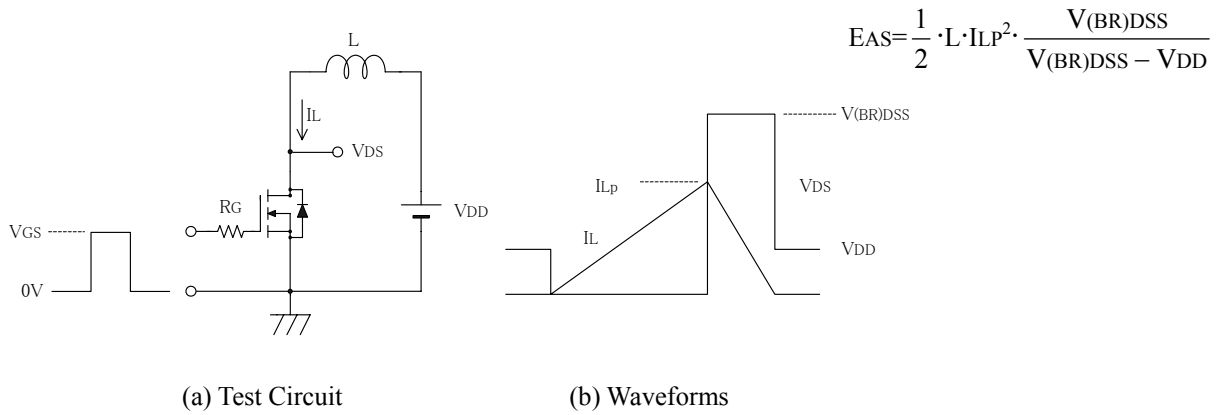 EAS=1/2 ·L·ILP²· V(BR)DSS / V(BR)DSS – VDD
L
IL
VDS
RG
VDD
VGS
0V
V(BR)DSS
ILp
VDS
IL
VDD
(a) Test Circuit
(b) Waveforms